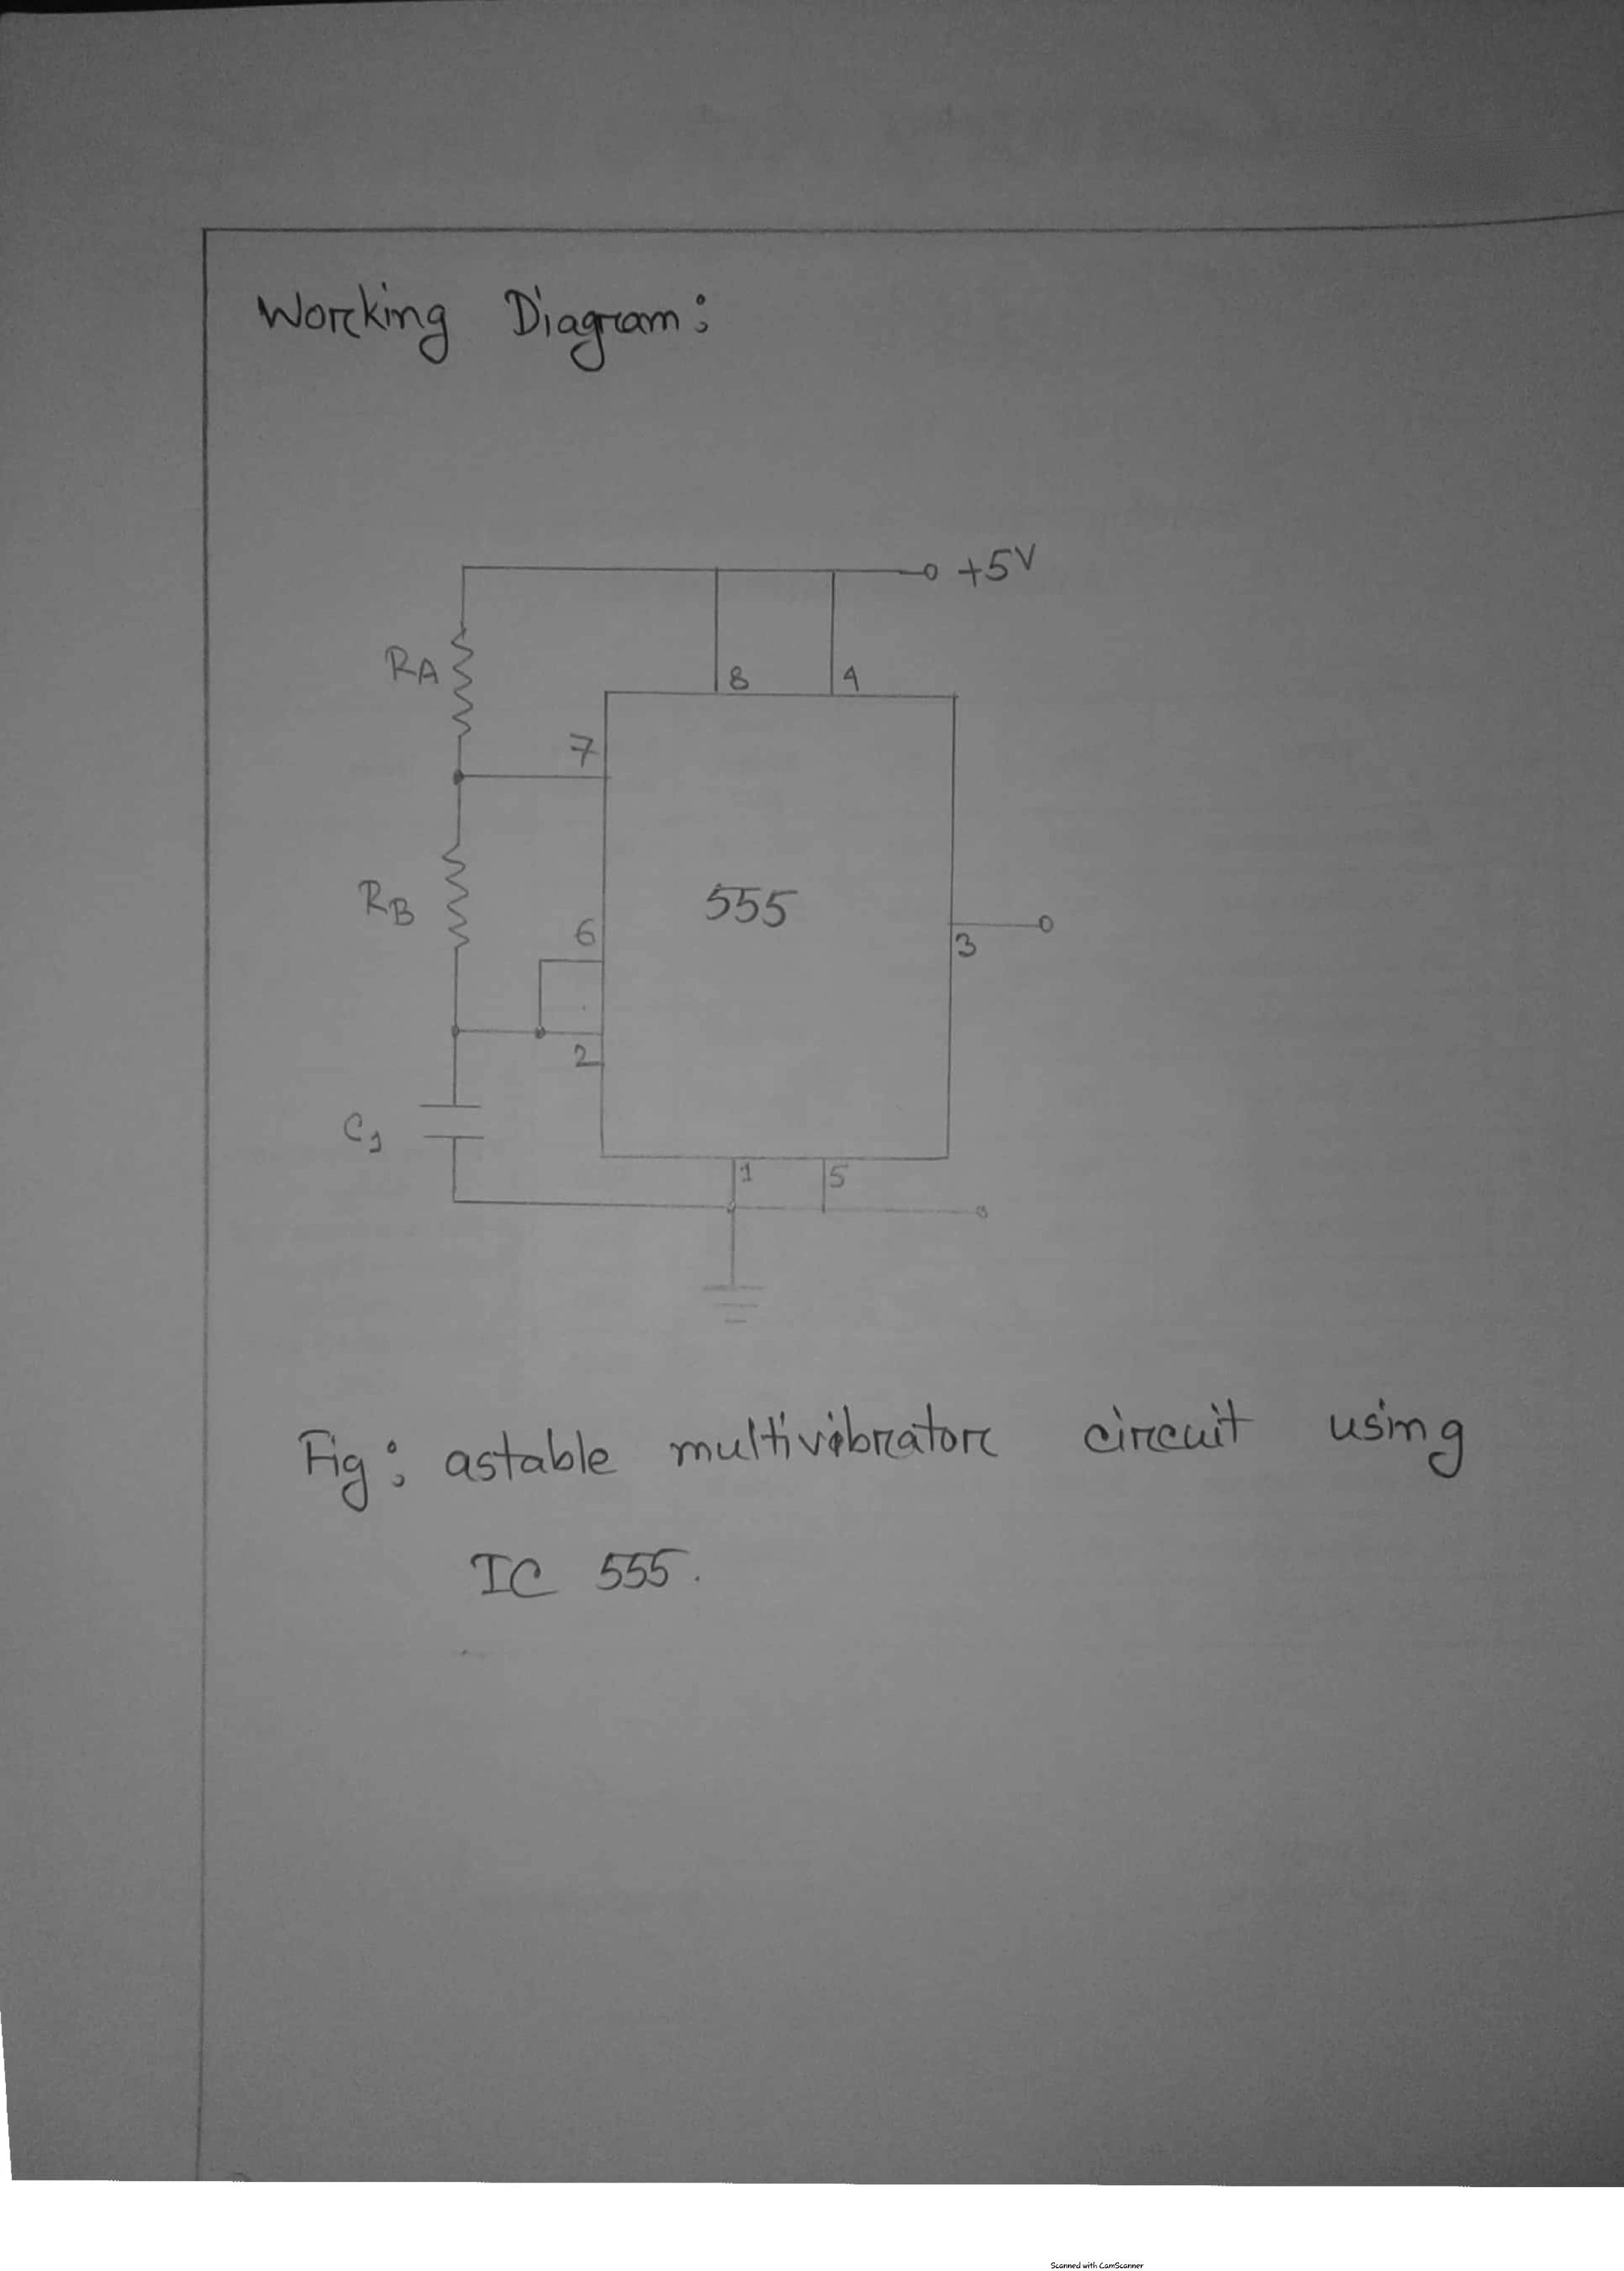 Working Diagram:
+5V
RA
8
4
7
RB
555
6
3
2
C1
1
5
Fig: astable multivibrator circuit using
IC 555.
Scanned with CamScanner